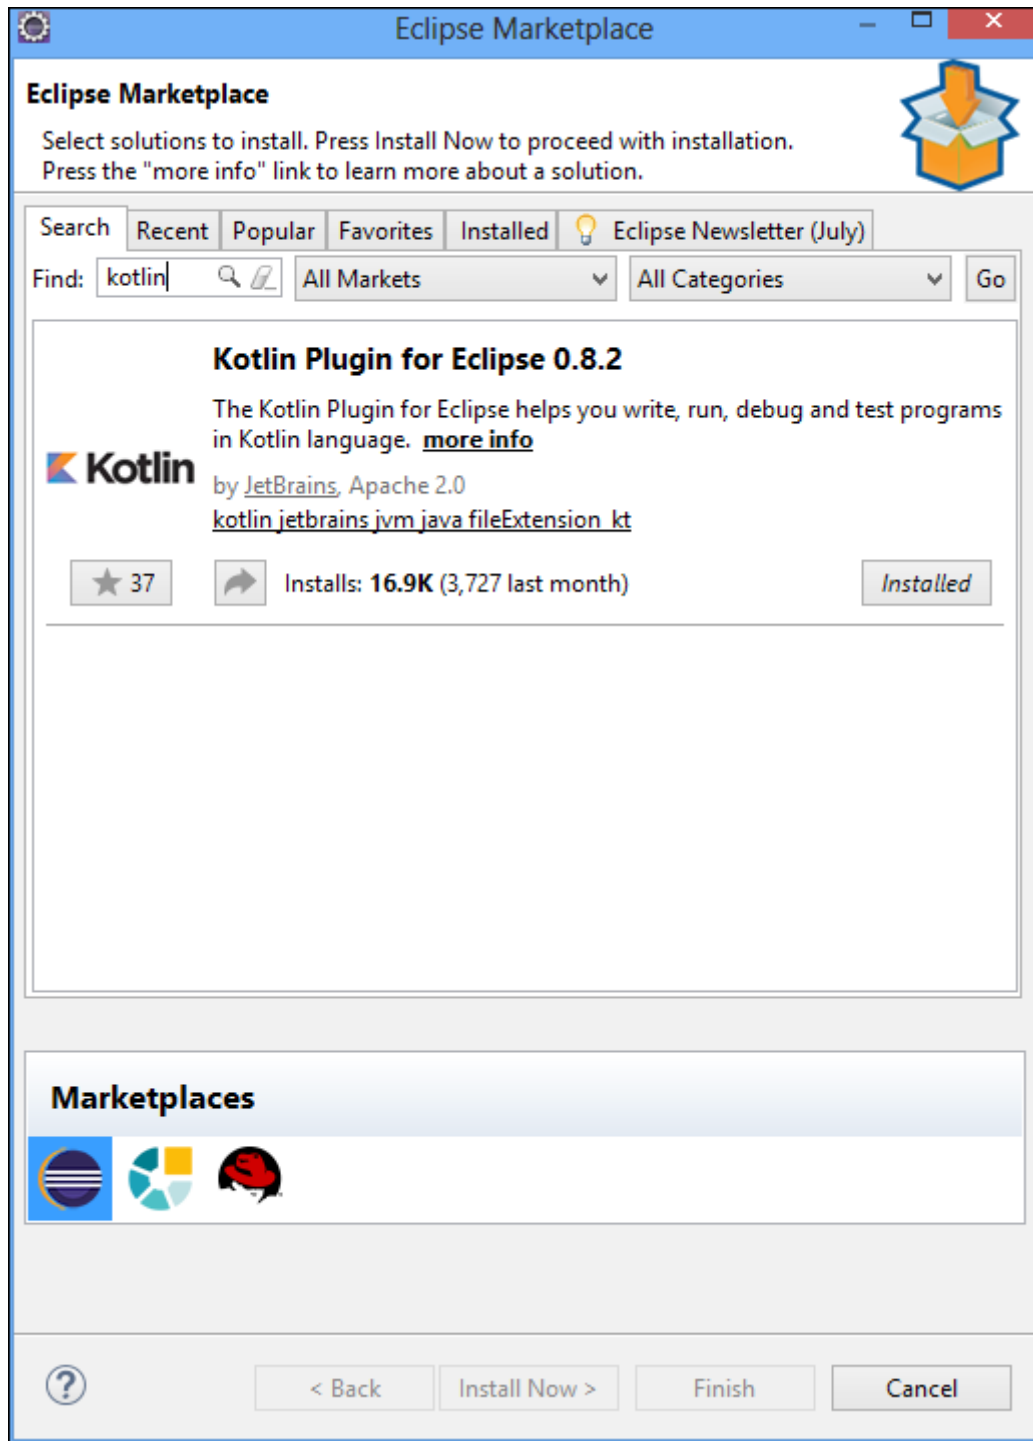 Eclipse Marketplace
Eclipse Marketplace
Select solutions to install. Press Install Now to proceed with installation.
Press the "more info" link to learn more about a solution.
Search Recent Popular Favorites Installed Eclipse Newsletter (July)
Find: kotlin All Markets All Categories Go
Kotlin Plugin for Eclipse 0.8.2
The Kotlin Plugin for Eclipse helps you write, run, debug and test programs
in Kotlin language. more info
Kotlin
by JetBrains, Apache 2.0
kotlin jetbrains jvm java fileExtension_kt
37 Installs: 16.9K (3,727 last month) Installed
Marketplaces
? < Back Install Now > Finish Cancel